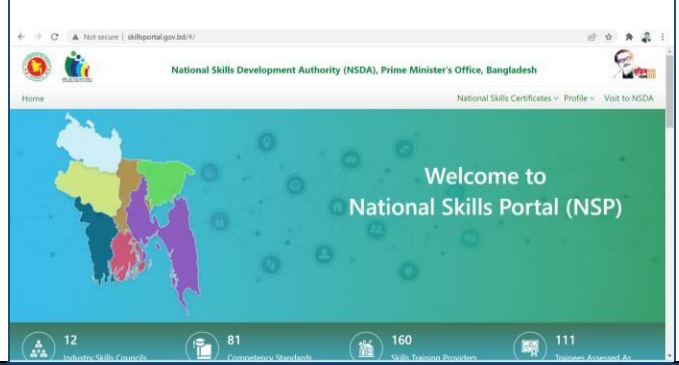 Not secure | skillsportal.gov.bd/#/
National Skills Development Authority (NSDA), Prime Minister's Office, Bangladesh
Home
National Skills Certificates
Profile
Visit to NSDA
Welcome to
National Skills Portal (NSP)
12
Industry Skills Councils
81
Competency Standards
160
Skills Training Providers
111
Trainees Assessed As